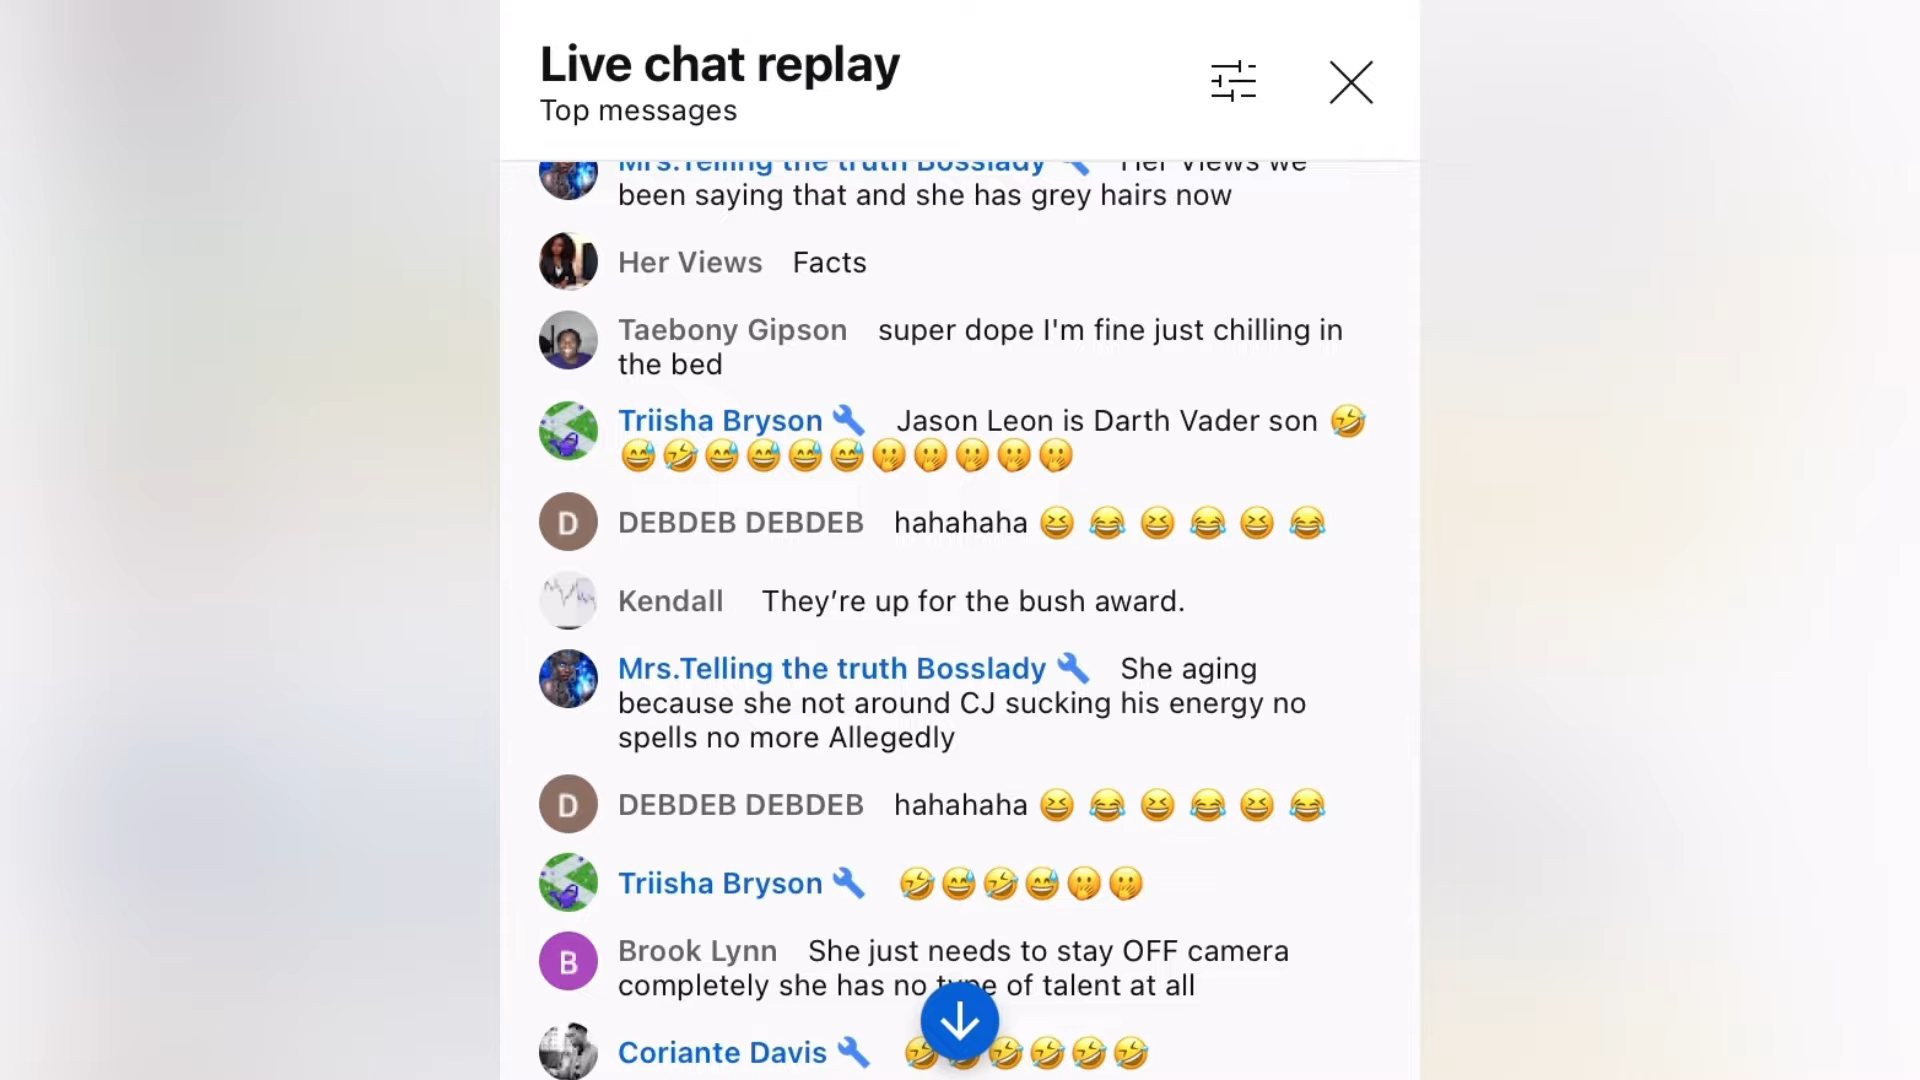 Live chat replay
Top messages
Mrs.Telling the truth Bosslady Her Views we
been saying that and she has grey hairs now
Her Views Facts
Taebony Gipson super dope I'm fine just chilling in
the bed
Triisha Bryson Jason Leon is Darth Vader son 🤣
😅🤣😅😅😅😅🤭🤭🤭🤭🤭
D DEBDEB DEBDEB hahahaha 😆 😂 😆 😂 😆 😂
Kendall They’re up for the bush award.
Mrs.Telling the truth Bosslady She aging
because she not around CJ sucking his energy no
spells no more Allegedly
D DEBDEB DEBDEB hahahaha 😆 😂 😆 😂 😆 😂
Triisha Bryson 🤣😅🤣😅🤭🤭
B Brook Lynn She just needs to stay OFF camera
completely she has no type of talent at all
Coriante Davis 🤣🤣🤣🤣🤣🤣